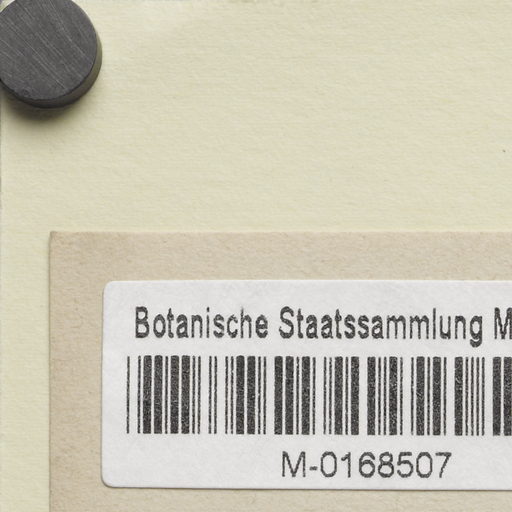 Botanische Staatssammlung M
M-0168507